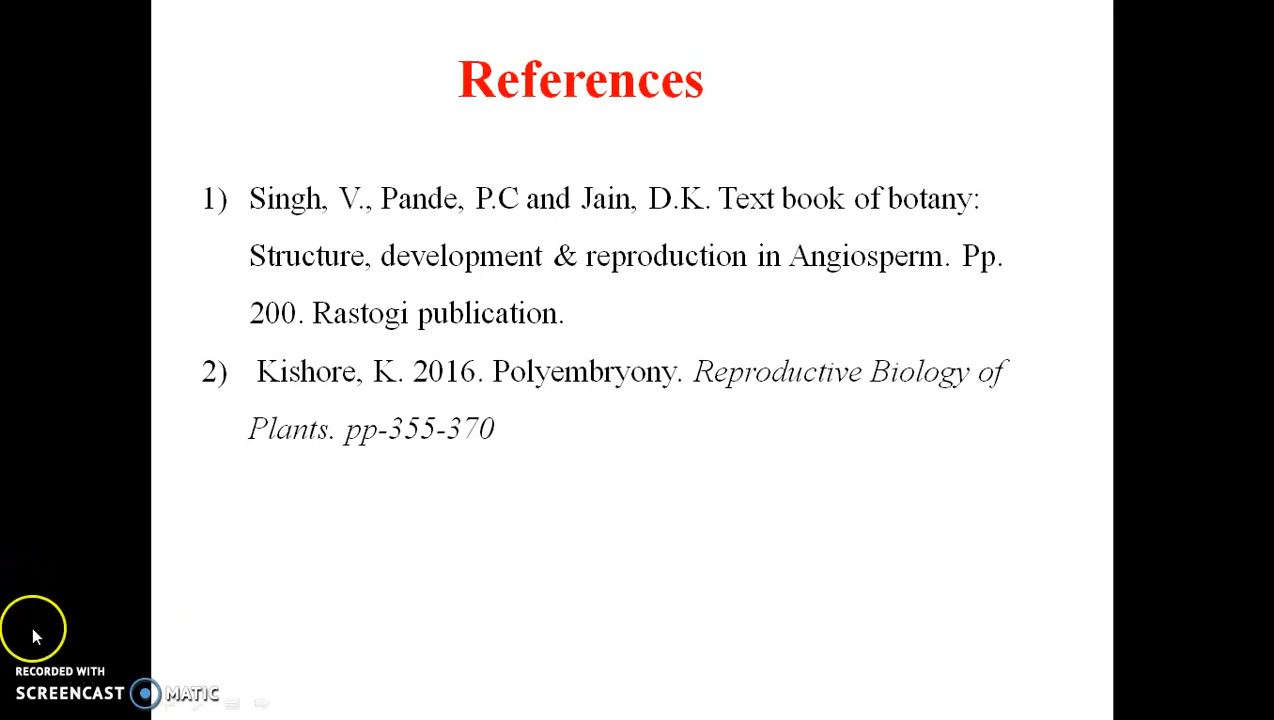 References
1) Singh, V., Pande, P.C and Jain, D.K. Text book of botany:
Structure, development & reproduction in Angiosperm. Pp.
200. Rastogi publication.
2) Kishore, K. 2016. Polyembryony. Reproductive Biology of
Plants. pp-355-370
RECORDED WITH
SCREENCAST MATIC